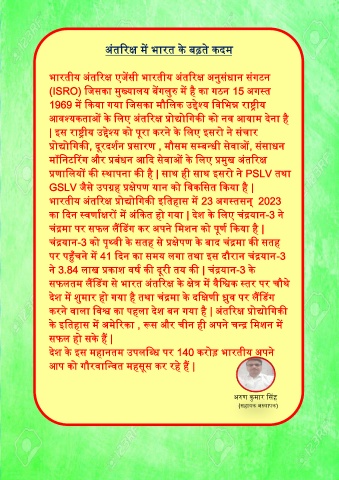 अंतरिक्ष में भारत के बढ़ते कदम
भारतीय अंतरिक्ष एजेंसी भारतीय अंतरिक्ष अनुसंधान संगटन
(ISRO) जिसका मुख्यालय बेंगलुरु में है का गठन 15 अगस्त
1969 में किया गया जिसका मौलिक उद्देश्य विभिन्न राष्ट्रीय
आवश्यकताओं के लिए अंतरिक्ष प्रौद्योगिकी को नव आयाम देना है
| इस राष्ट्रीय उद्देश्य को पूरा करने के लिए इसरो ने संचार
प्रोद्योगिकी, दूरदर्शन प्रसारण , मौसम सम्बन्धी सेवाओं, संसाधन
मॉनिटरिंग और प्रबंधन आदि सेवाओं के लिए प्रमुख अंतरिक्ष
प्रणालियों की स्थापना की है | साथ ही साथ इसरो ने PSLV तथा
GSLV जैसे उपग्रह प्रक्षेपण यान को विकसित किया है |
भारतीय अंतरिक्ष प्रोद्योगिकी इतिहास में 23 अगस्तसन् 2023
का दिन स्वर्णाक्षरों में अंकित हो गया | देश के लिए चंद्रयान-3 ने
चंद्रमा पर सफल लैंडिंग कर अपने मिशन को पूर्ण किया है |
चंद्रयान-3 को पृथ्वी के सतह से प्रक्षेपण के बाद चंद्रमा की सतह
पर पहुँचने में 41 दिन का समय लगा तथा इस दौरान चंद्रयान-3
ने 3.84 लाख प्रकाश वर्ष की दूरी तय की | चंद्रयान-3 के
सफलतम लैंडिंग से भारत अंतरिक्ष के क्षेत्र में वैश्विक स्तर पर चौथे
देश में शुमार हो गया है तथा चंद्रमा के दक्षिणी ध्रुव पर लैंडिंग
करने वाला विश्व का पहला देश बन गया है | अंतरिक्ष प्रोद्योगिकी
के इतिहास में अमेरिका , रूस और चीन ही अपने चन्द्र मिशन में
सफल हो सके हैं |
देश के इस महानतम उपलब्धि पर 140 करोड़ भारतीय अपने
आप को गौरवान्वित महसूस कर रहे हैं |
अरुण कुमार सिंह
(सहायक अध्यापक)